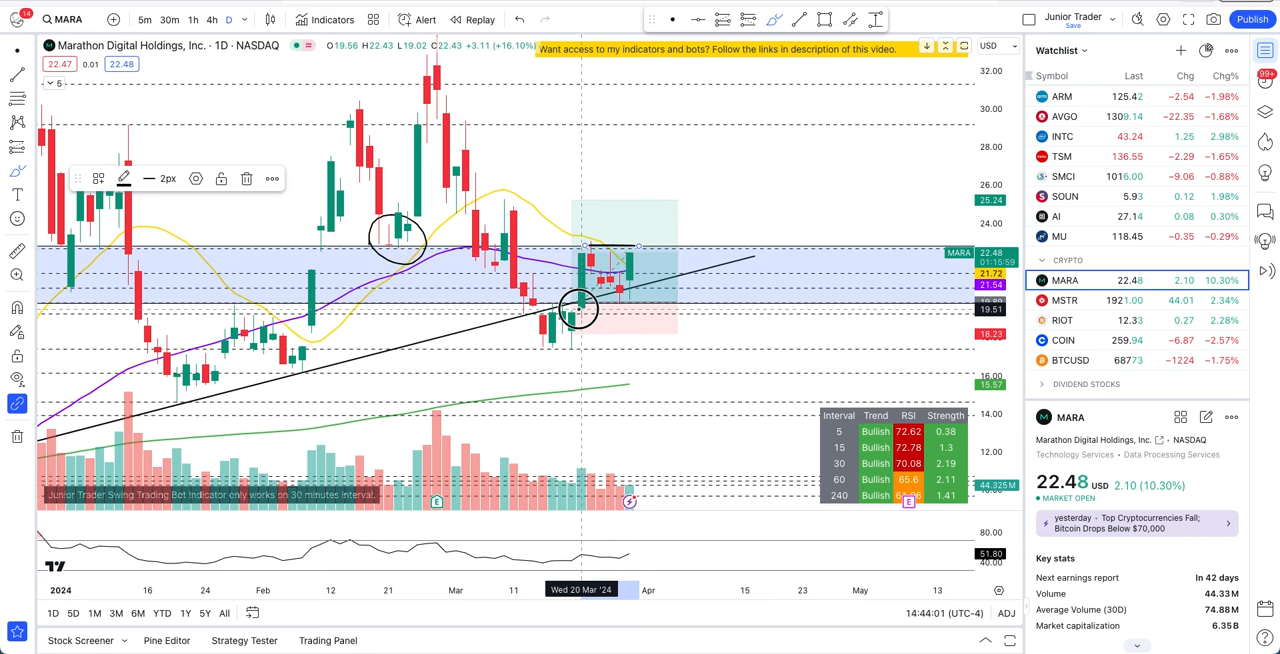 14
MARA
5m 30m 1h 4h D
Indicators
Alert
Replay
Junior Trader
Save
Publish
Marathon Digital Holdings, Inc. · 1D · NASDAQ
O19.56 H22.43 L19.02 C22.43 +3.11 (+16.10%)
Want access to my indicators and bots? Follow the links in description of this video.
USD
22.47 0.01 22.48
5
2px
32.00
30.00
28.00
26.00
25.24
24.00
MARA 22.48
01:15:59
21.72
21.54
19.51
18.23
16.00
15.57
14.00
12.00
44.325M
80.00
51.80
40.00
Interval Trend RSI Strength
5 Bullish 72.62 0.38
15 Bullish 72.78 1.3
30 Bullish 70.08 2.19
60 Bullish 65.6 2.11
240 Bullish 1.41
E
E
Junior Trader Swing Trading Bot Indicator only works on 30 minutes interval.
2024 16 24 Feb 12 21 Mar 11 Wed 20 Mar '24 Apr 15 23 May 13
1D 5D 1M 3M 6M YTD 1Y 5Y All
14:44:01 (UTC-4) ADJ
Stock Screener Pine Editor Strategy Tester Trading Panel
Watchlist
Symbol Last Chg Chg%
ARM 125.42 −2.54 −1.98%
AVGO 1309.14 −22.35 −1.68%
INTC 43.24 1.25 2.98%
TSM 136.55 −2.29 −1.65%
SMCI 1016.00 −9.06 −0.88%
SOUN 5.93 0.12 1.98%
AI 27.14 0.08 0.30%
MU 118.45 −0.35 −0.29%
CRYPTO
MARA 22.48 2.10 10.30%
MSTR 1921.00 44.01 2.34%
RIOT 12.33 0.27 2.28%
COIN 259.94 −6.87 −2.57%
BTCUSD 68773 −1224 −1.75%
DIVIDEND STOCKS
MARA
Marathon Digital Holdings, Inc. · NASDAQ
Technology Services · Data Processing Services
22.48 USD 2.10 (10.30%)
MARKET OPEN
yesterday · Top Cryptocurrencies Fall;
Bitcoin Drops Below $70,000
Key stats
Next earnings report In 42 days
Volume 44.33M
Average Volume (30D) 74.88M
Market capitalization 6.35B
99+